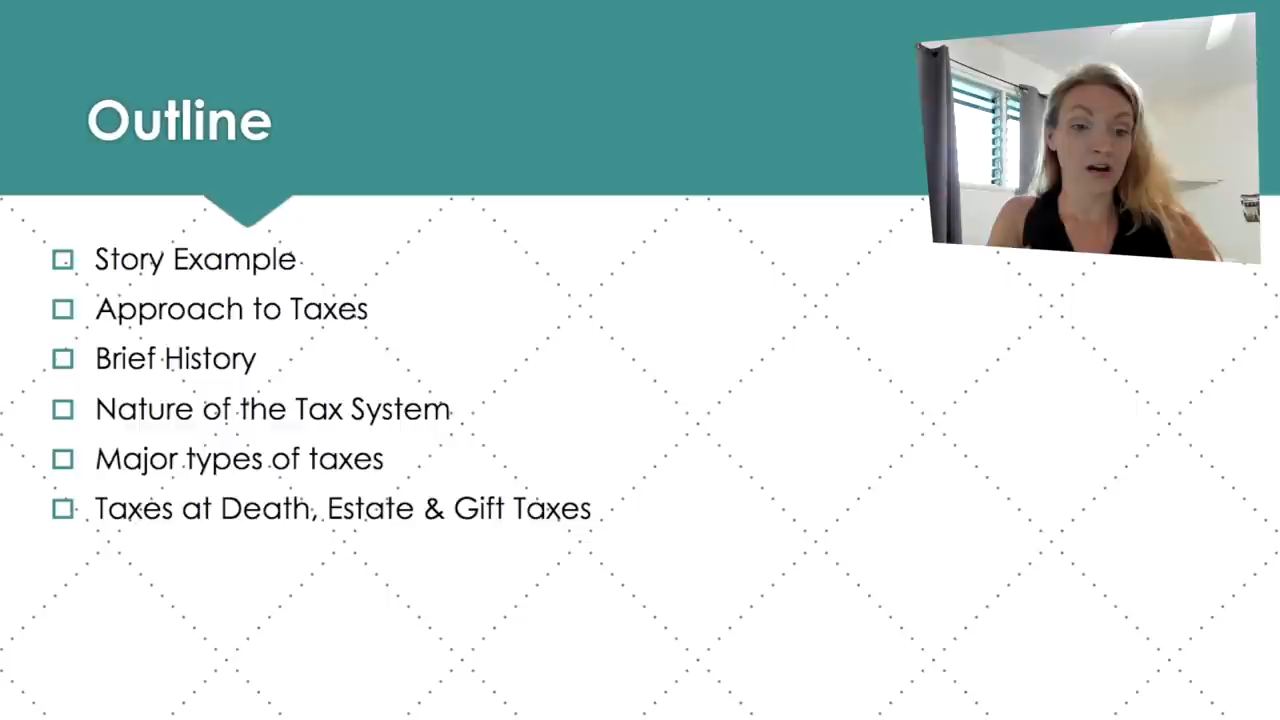 Outline
Story Example
Approach to Taxes
Brief History
Nature of the Tax System
Major types of taxes
Taxes at Death, Estate & Gift Taxes